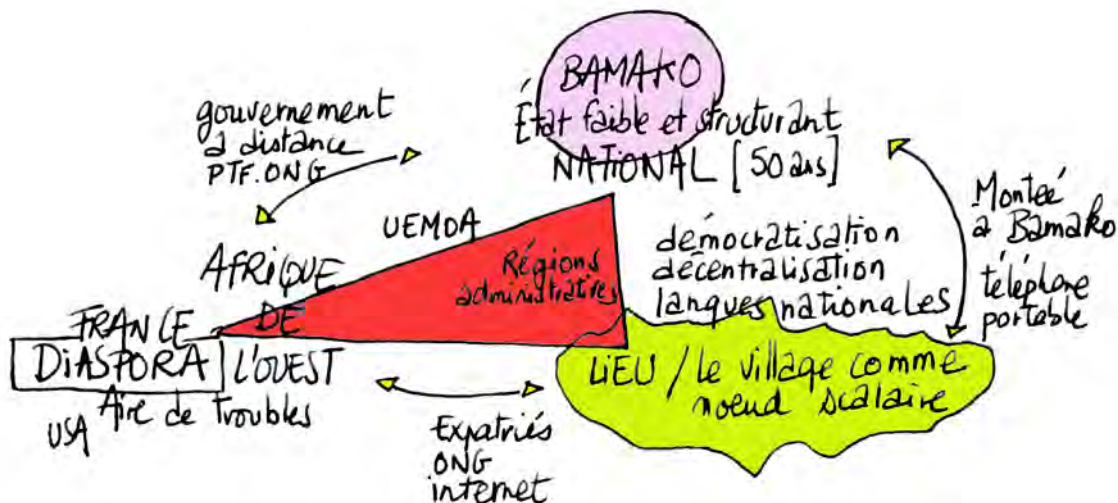 BAMAKO
État faible et structurant
NATIONAL [50 ans]
gouvernement
à distance
PTF. ONG
UEMOA
AFRIQUE
DE
L'OUEST
Régions
administratives
démocratisation
décentralisation
langues nationales
Monteé
à Bamako
téléphone
portable
FRANCE
DIASPORA
Aire de troubles
USA
LIEU / le village comme
noeud scalaire
Expatriés
ONG
internet